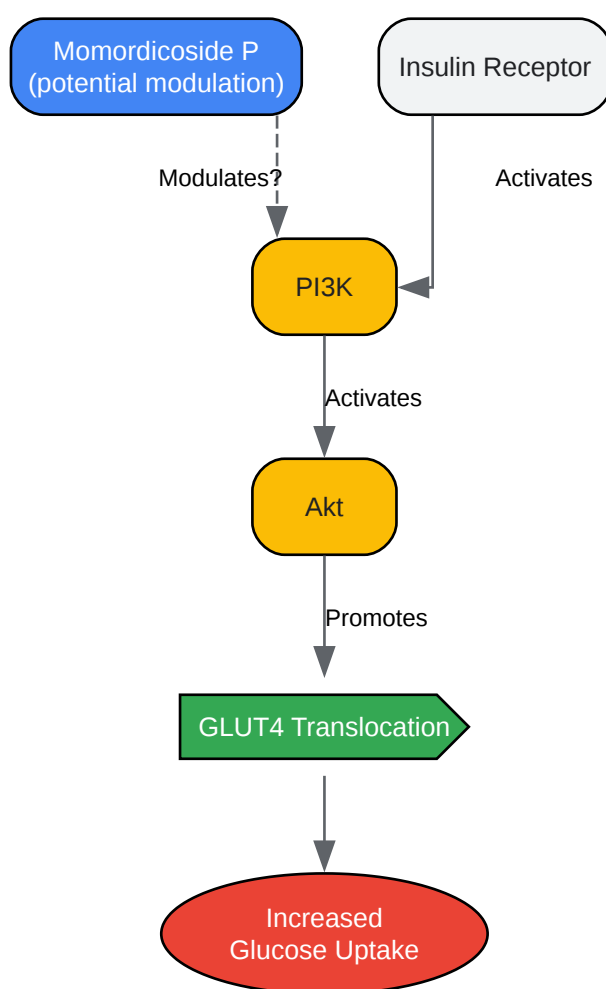 Momordicoside P
(potential modulation)
Insulin Receptor
Modulates?
Activates
PI3K
Activates
Akt
Promotes
GLUT4 Translocation
Increased
Glucose Uptake